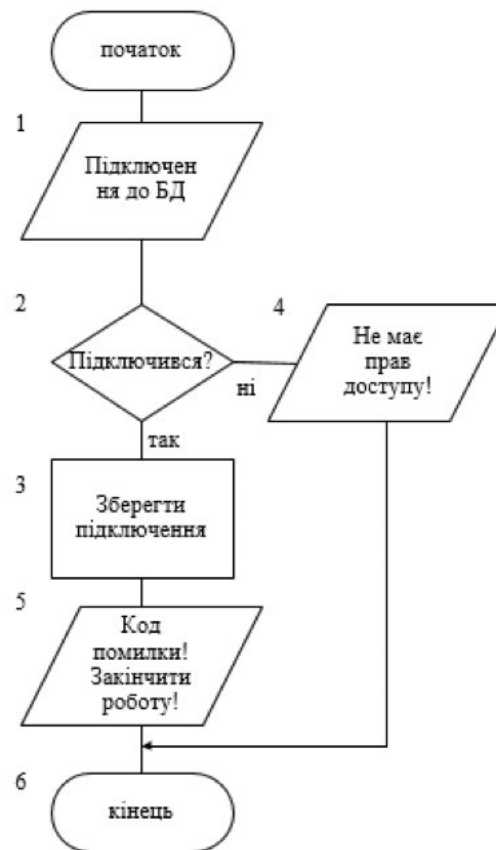 початок
1
Підключен
ня до БД
2
Підключився?
ні
так
4
Не має
прав
доступу!
3
Зберегти
підключення
5
Код
помилки!
Закінчити
роботу!
6
кінець